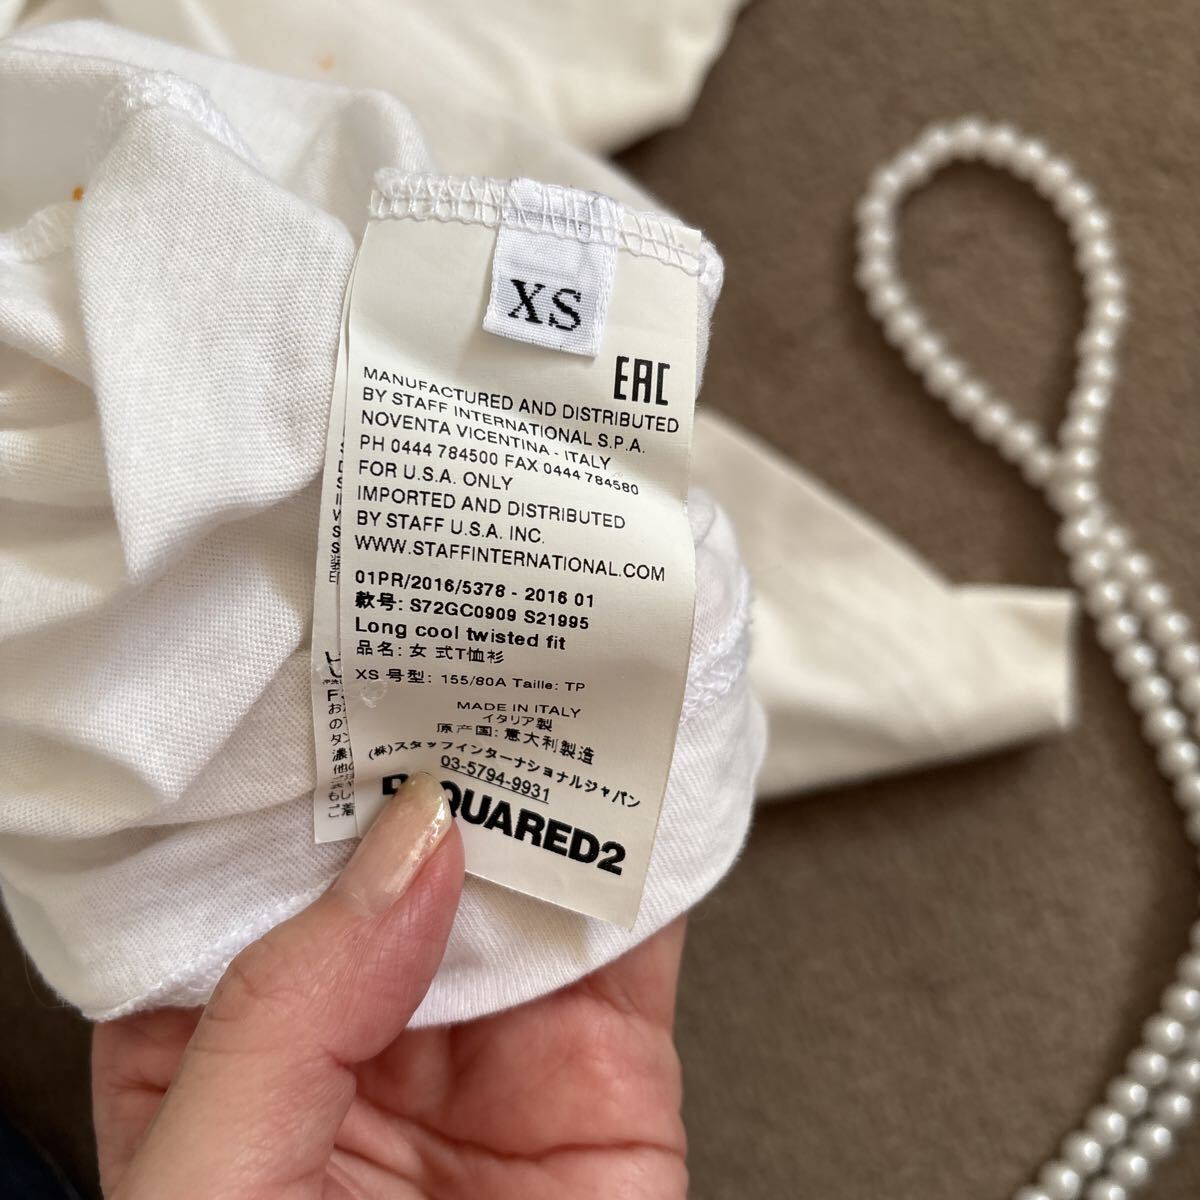 XS
EAC
MANUFACTURED AND DISTRIBUTED
BY STAFF INTERNATIONAL S.P.A.
NOVENTA VICENTINA - ITALY
PH 0444 784500 FAX 0444 784580
FOR U.S.A. ONLY
IMPORTED AND DISTRIBUTED
BY STAFF U.S.A. INC.
WWW.STAFFINTERNATIONAL.COM
01PR/2016/5378 - 2016 01
款号: S72GC0909 S21995
Long cool twisted fit
品名: 女 式T恤衫
XS 号型: 155/80A Taille: TP
MADE IN ITALY
イタリア製
原产国: 意大利製造
(株)スタッフインターナショナルジャパン
03-5794-9931
DSQUARED2